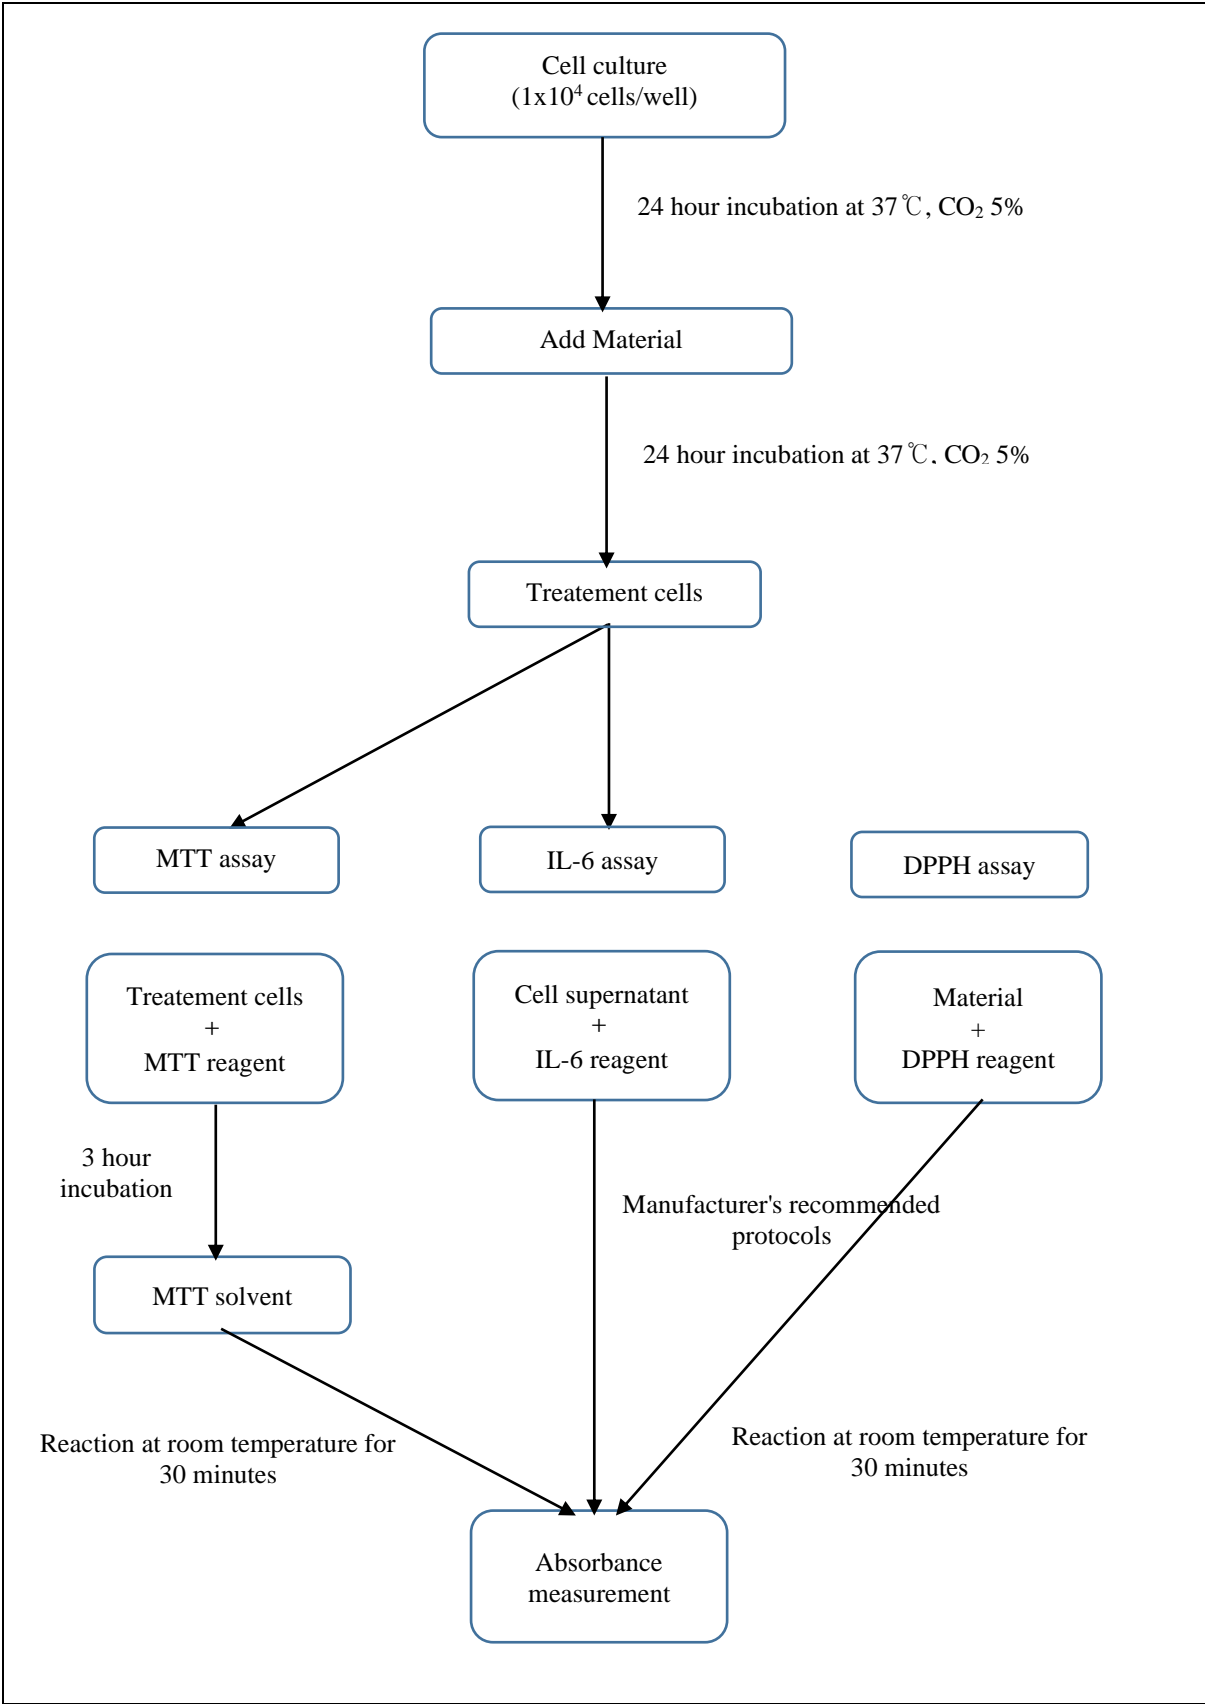 Cell culture
(1x10⁴ cells/well)
24 hour incubation at 37℃, CO₂ 5%
Add Material
24 hour incubation at 37℃, CO₂ 5%
Treatement cells
MTT assay
IL-6 assay
DPPH assay
Treatement cells
+
MTT reagent
Cell supernatant
+
IL-6 reagent
Material
+
DPPH reagent
3 hour
incubation
Manufacturer's recommended
protocols
MTT solvent
Reaction at room temperature for
30 minutes
Reaction at room temperature for
30 minutes
Absorbance
measurement